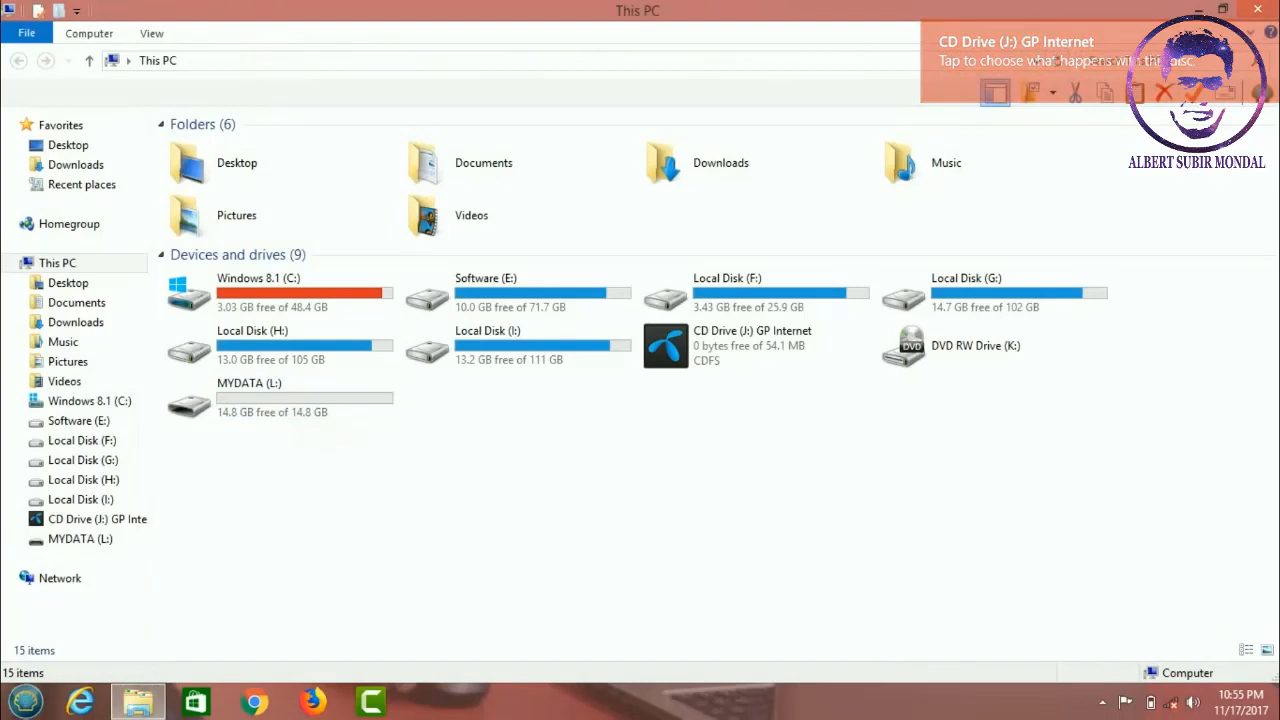 This PC
File
Computer
View
This PC
CD Drive (J:) GP Internet
Tap to choose what happens with this disc.
ALBERT SUBIR MONDAL
Favorites
Desktop
Downloads
Recent places
Homegroup
This PC
Desktop
Documents
Downloads
Music
Pictures
Videos
Windows 8.1 (C:)
Software (E:)
Local Disk (F:)
Local Disk (G:)
Local Disk (H:)
Local Disk (I:)
CD Drive (J:) GP Inte
MYDATA (L:)
Network
Folders (6)
Desktop
Documents
Downloads
Music
Pictures
Videos
Devices and drives (9)
Windows 8.1 (C:)
3.03 GB free of 48.4 GB
Software (E:)
10.0 GB free of 71.7 GB
Local Disk (F:)
3.43 GB free of 25.9 GB
Local Disk (G:)
14.7 GB free of 102 GB
Local Disk (H:)
13.0 GB free of 105 GB
Local Disk (I:)
13.2 GB free of 111 GB
CD Drive (J:) GP Internet
0 bytes free of 54.1 MB
CDFS
DVD
DVD RW Drive (K:)
MYDATA (L:)
14.8 GB free of 14.8 GB
15 items
15 items
Computer
10:55 PM
11/17/2017